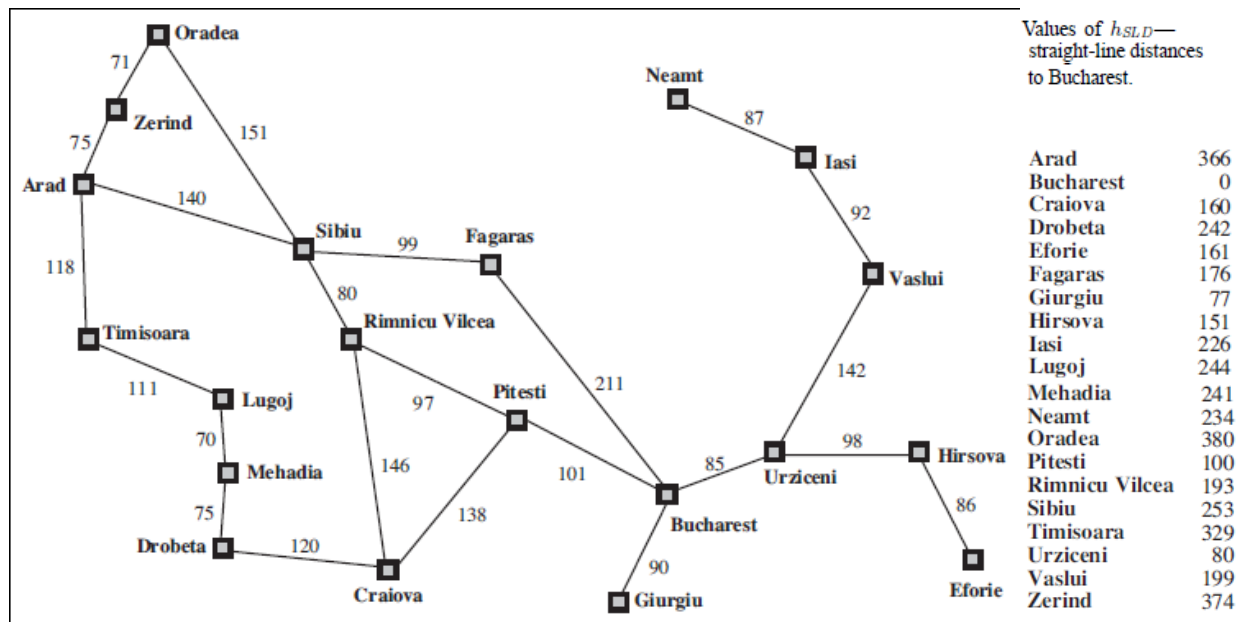 Oradea
71
Neamt
87
Zerind
151
75
Iasi
Arad
140
92
Sibiu
99
Fagaras
118
80
Vaslui
Timisoara
Rimnicu Vilcea
111
211
142
Lugoj
97
Pitesti
70
98
Hirsova
146
85
Mehadia
101
Urziceni
75
138
Bucharest
86
Drobeta
120
90
Craiova
Giurgiu
Eforie
Values of hSLD—
straight-line distances
to Bucharest.
Arad 366
Bucharest 0
Craiova 160
Drobeta 242
Eforie 161
Fagaras 176
Giurgiu 77
Hirsova 151
Iasi 226
Lugoj 244
Mehadia 241
Neamt 234
Oradea 380
Pitesti 100
Rimnicu Vilcea 193
Sibiu 253
Timisoara 329
Urziceni 80
Vaslui 199
Zerind 374